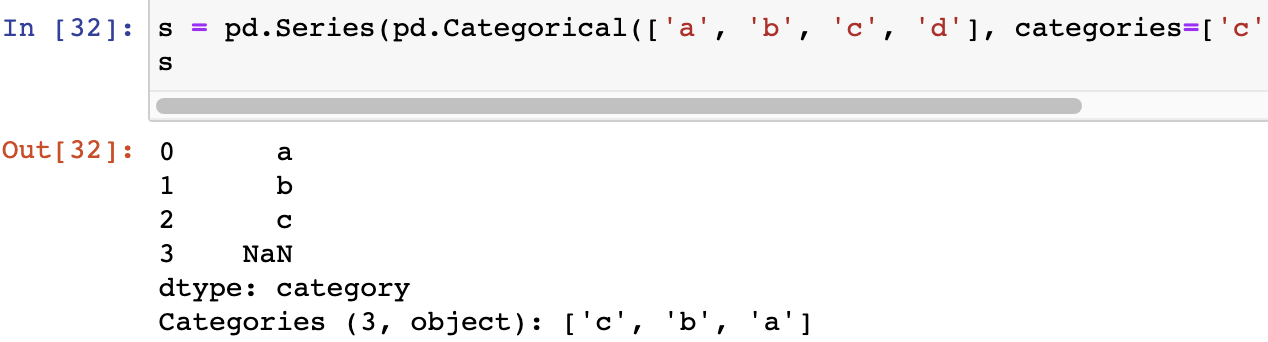 In [32]: s = pd.Series(pd.Categorical(['a', 'b', 'c', 'd'], categories=['c'
s
Out[32]: 0 a
1 b
2 c
3 NaN
dtype: category
Categories (3, object): ['c', 'b', 'a']